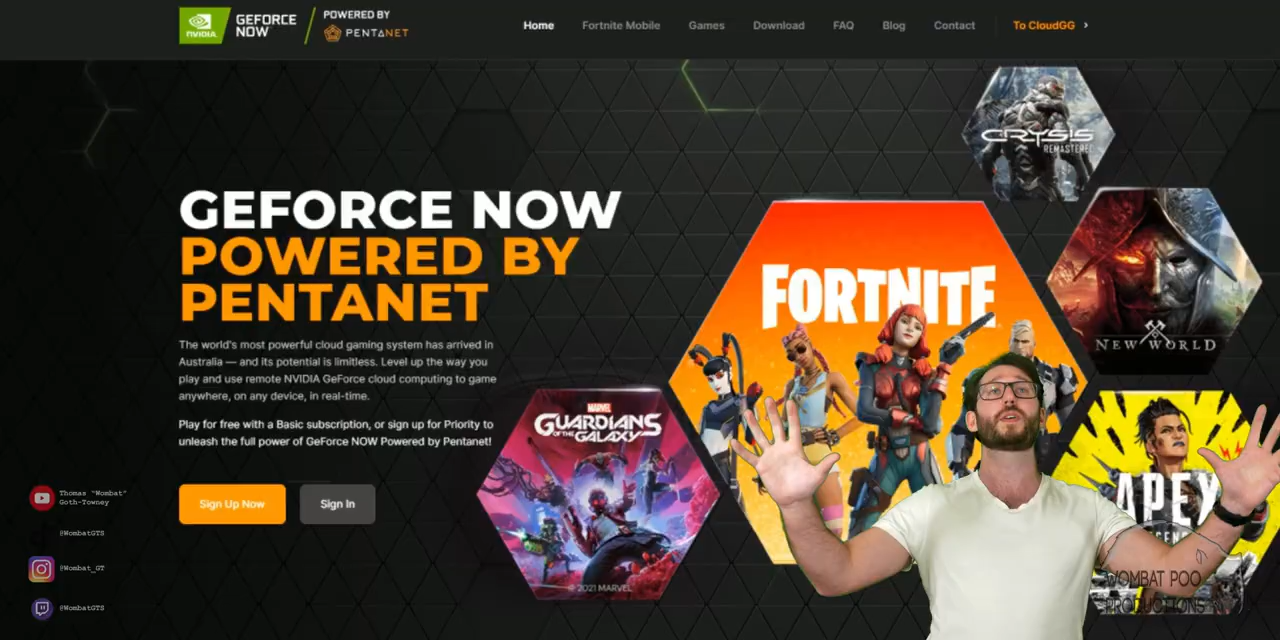 NVIDIA
GEFORCE
NOW
POWERED BY
PENTANET
Home
Fortnite Mobile
Games
Download
FAQ
Blog
Contact
To CloudGG ›
CRYSIS
REMASTERED
GEFORCE NOW
POWERED BY
PENTANET
The world's most powerful cloud gaming system has arrived in
Australia — and its potential is limitless. Level up the way you
play and use remote NVIDIA GeForce cloud computing to game
anywhere, on any device, in real-time.
Play for free with a Basic subscription, or sign up for Priority to
unleash the full power of GeForce NOW Powered by Pentanet!
Sign Up Now
Sign In
FORTNITE
NEW WORLD
MARVEL
GUARDIANS
OF THE GALAXY
© 2021 MARVEL
APEX
Thomas "Wombat"
Goth-Towney
@WombatGTS
@Wombat_GT
@WombatGTS
WOMBAT POO
PRODUCTIONS